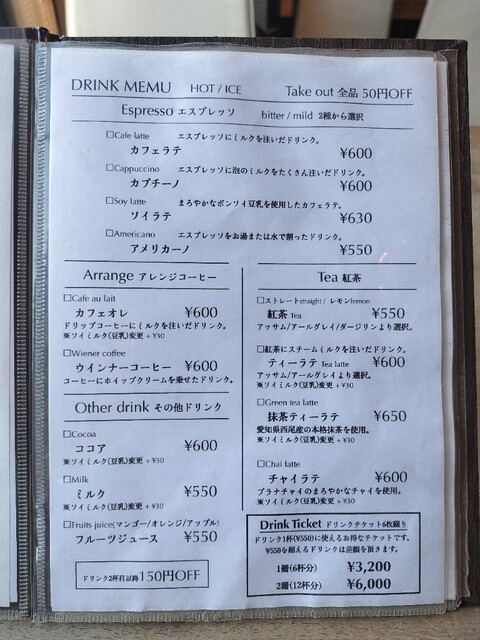 DRINK MEMU HOT / ICE Take out 全品 50円OFF
Espresso エスプレッソ bitter / mild 2種から選択
□Cafe latte エスプレッソにミルクを注いだドリンク。
カフェラテ ¥600
□Cappuccino エスプレッソに泡のミルクをたくさん注いだドリンク。
カプチーノ ¥600
□Soy latte まろやかなボンソイ豆乳を使用したカフェラテ。
ソイラテ ¥630
□Americano エスプレッソをお湯または水で割ったドリンク。
アメリカーノ ¥550
Arrange アレンジコーヒー
□Cafe au lait
カフェオレ ¥600
ドリップコーヒーにミルクを注いだドリンク。
※ソイミルク(豆乳)変更 + ¥30
□Wiener coffee
ウインナーコーヒー ¥600
コーヒーにホイップクリームを乗せたドリンク。
Other drink その他ドリンク
□Cocoa
ココア ¥600
※ソイミルク(豆乳)変更 + ¥30
□Milk
ミルク ¥550
※ソイミルク(豆乳)変更 + ¥30
□Fruits juice(マンゴー/オレンジ/アップル)
フルーツジュース ¥550
ドリンク2杯目以降 150円OFF
Tea 紅茶
□ストレートstraight / レモンlemon
紅茶 Tea ¥550
アッサム/アールグレイ/ダージリンより選択。
□紅茶にスチームミルクを注いだドリンク。
ティーラテ Tea latte ¥600
アッサム/アールグレイより選択。
※ソイミルク(豆乳)変更 + ¥30
□Green tea latte
抹茶ティーラテ ¥650
愛知県西尾産の本格抹茶を使用。
※ソイミルク(豆乳)変更 + ¥30
□Chai latte
チャイラテ ¥600
プラナチャイのまろやかなチャイを使用。
※ソイミルク(豆乳)変更 + ¥30
Drink Ticket ドリンクチケット6枚綴り
ドリンク1杯(¥550)に使えるお得なチケットです。
¥550を超えるドリンクは差額を頂きます。
1冊(6杯分) ¥3,200
2冊(12杯分) ¥6,000